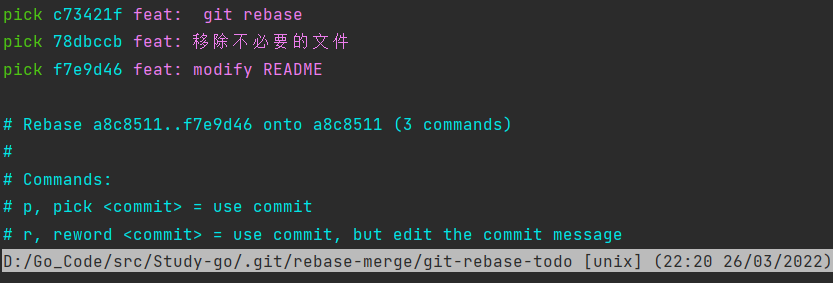 pick c73421f feat:  git rebase
pick 78dbccb feat: 移除不必要的文件
pick f7e9d46 feat: modify README
# Rebase a8c8511..f7e9d46 onto a8c8511 (3 commands)
#
# Commands:
# p, pick <commit> = use commit
# r, reword <commit> = use commit, but edit the commit message
D:/Go_Code/src/Study-go/.git/rebase-merge/git-rebase-todo [unix] (22:20 26/03/2022)